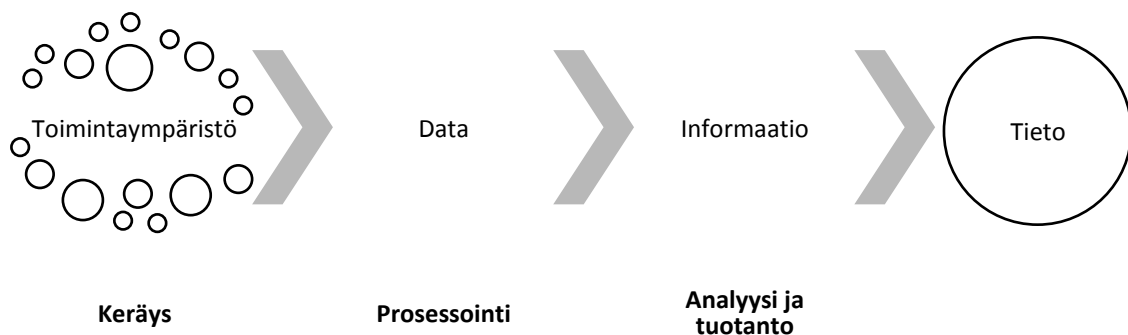 Toimintaympäristö
Data
Informaatio
Tieto
Keräys
Prosessointi
Analyysi ja
tuotanto